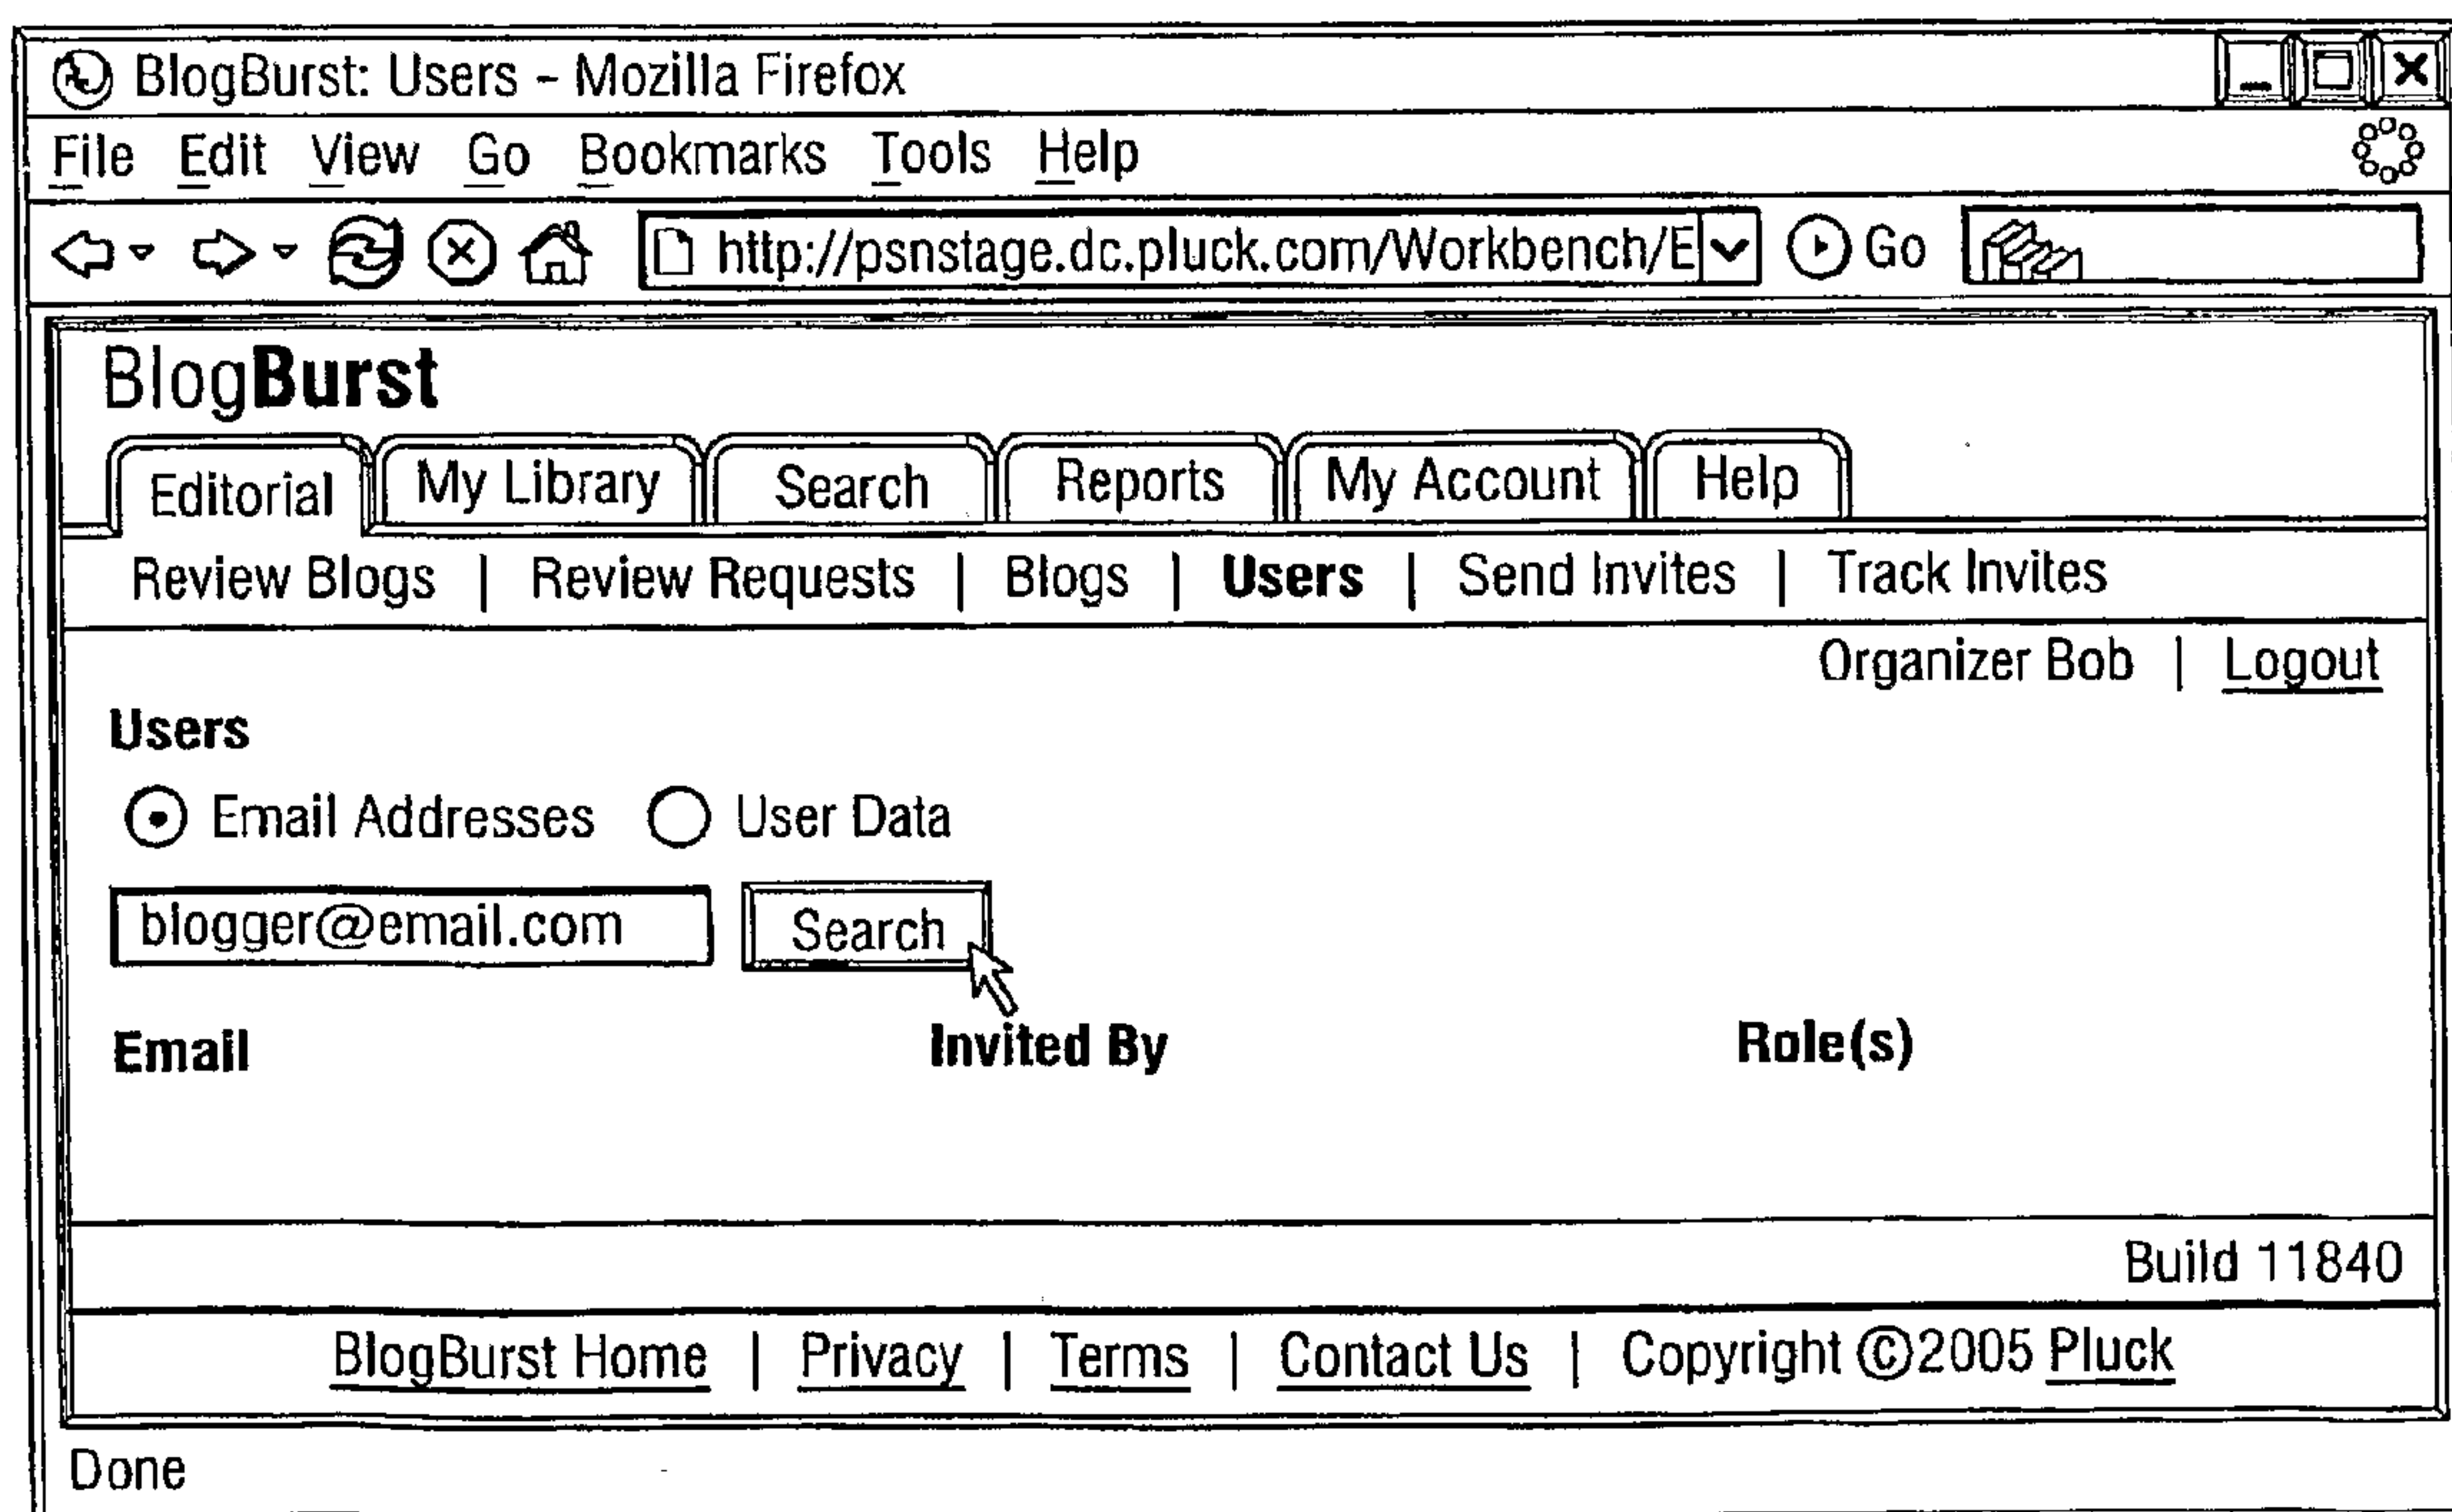 BlogBurst: Users - Mozilla Firefox
File Edit View Go Bookmarks Tools Help
http://psnstage.dc.pluck.com/Workbench/E Go
BlogBurst
Editorial My Library Search Reports My Account Help
Review Blogs | Review Requests | Blogs | Users | Send Invites | Track Invites
Organizer Bob | Logout
Users
Email Addresses User Data
blogger@email.com Search
Email Invited By Role(s)
Build 11840
BlogBurst Home | Privacy | Terms | Contact Us | Copyright ©2005 Pluck
Done